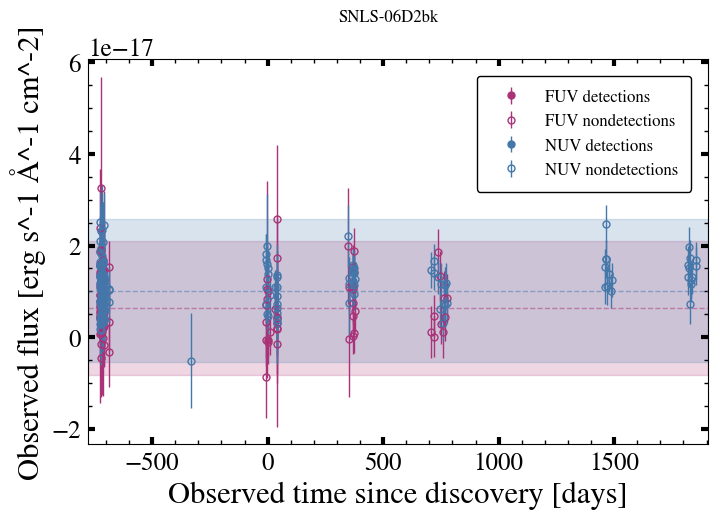 SNLS-06D2bk
1e−17
Observed flux [erg s^-1 Å^-1 cm^-2]
6
4
2
0
−2
FUV detections
FUV nondetections
NUV detections
NUV nondetections
−500
0
500
1000
1500
Observed time since discovery [days]